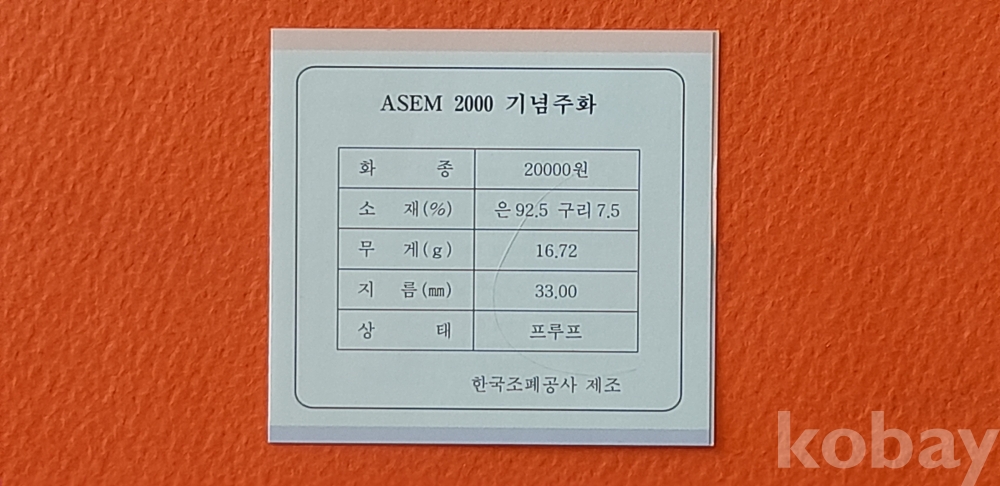 ASEM 2000 기념주화
화 종 20000원
소 재(%) 은 92.5 구리 7.5
무 게(g) 16.72
지 름(㎜) 33.00
상 태 프루프
한국조폐공사 제조
kobay